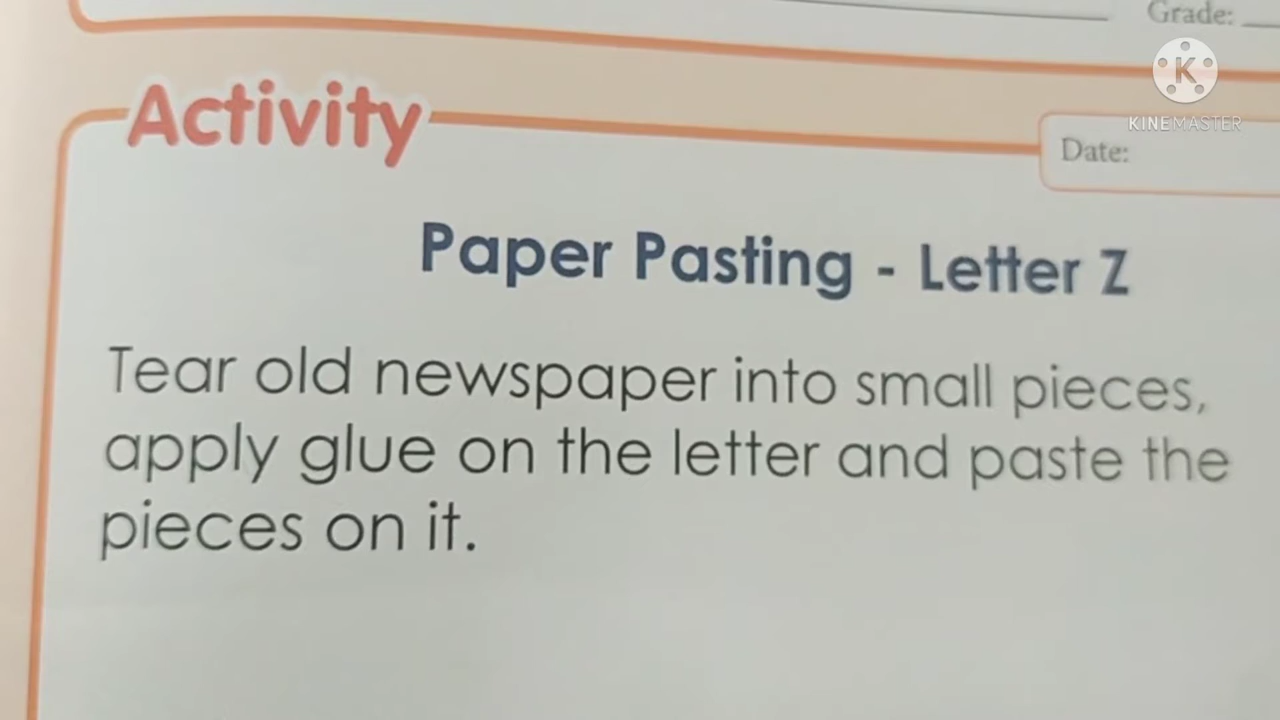 Grade:
KINEMASTER
Activity
Date:
Paper Pasting - Letter Z
Tear old newspaper into small pieces,
apply glue on the letter and paste the
pieces on it.